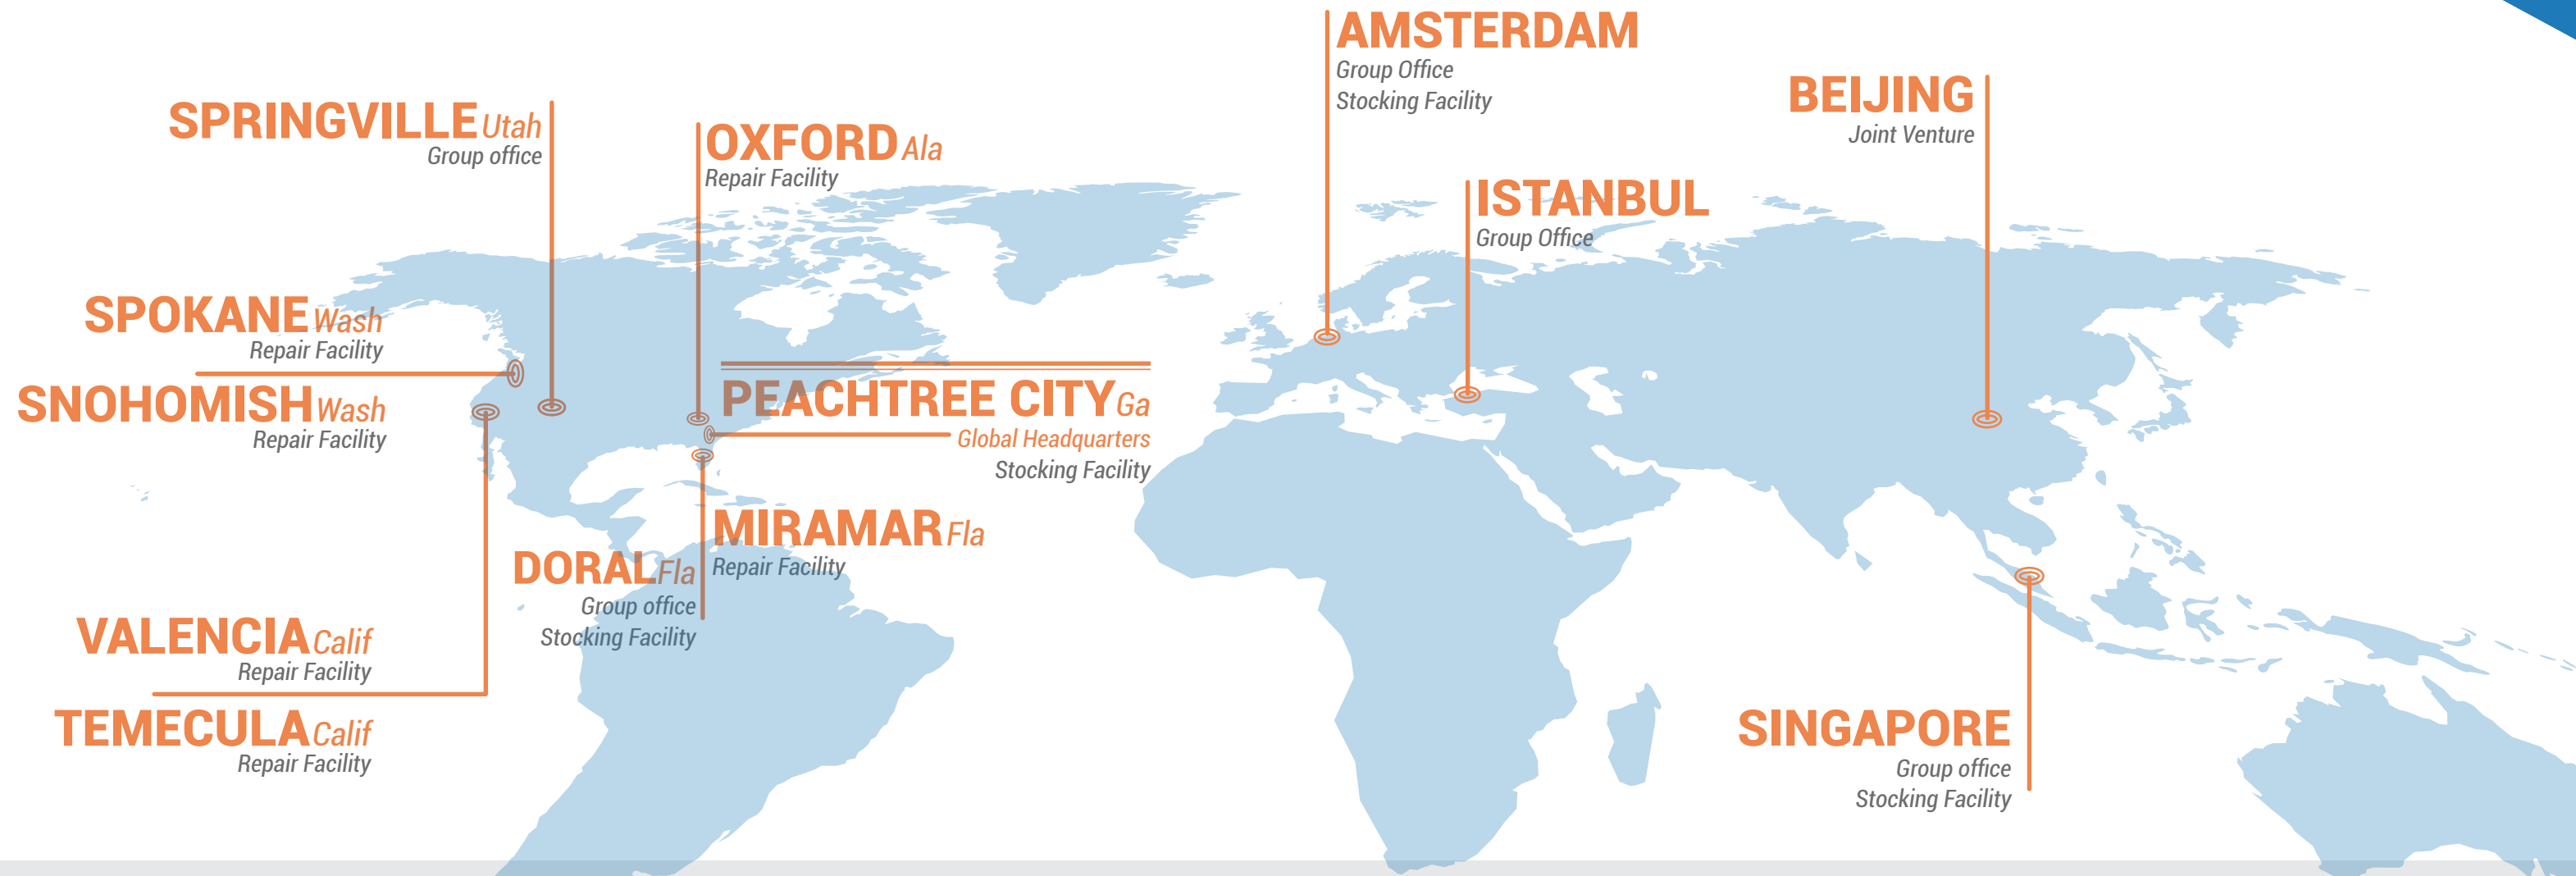 AMSTERDAM
Group Office
Stocking Facility
BEIJING
Joint Venture
SPRINGVILLE Utah
Group office
OXFORD Ala
Repair Facility
ISTANBUL
Group Office
SPOKANE Wash
Repair Facility
SNOHOMISH Wash
Repair Facility
PEACHTREE CITY Ga
Global Headquarters
Stocking Facility
MIRAMAR Fla
Repair Facility
DORAL Fla
Group office
Stocking Facility
VALENCIA Calif
Repair Facility
TEMECULA Calif
Repair Facility
SINGAPORE
Group office
Stocking Facility